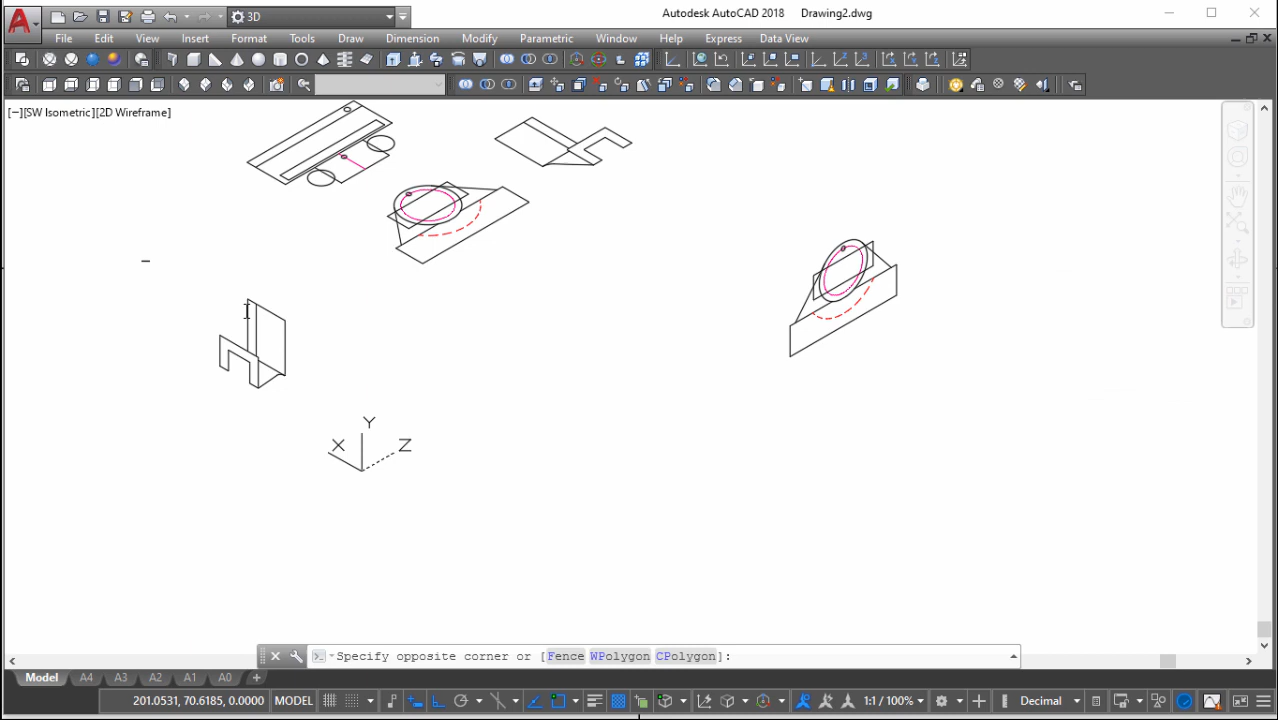 3D
Autodesk AutoCAD 2018 Drawing2.dwg
File Edit View Insert Format Tools Draw Dimension Modify Parametric Window Help Express Data View
[−][SW Isometric][2D Wireframe]
Y
X Z
Specify opposite corner or [Fence WPolygon CPolygon]:
Model A4 A3 A2 A1 A0
201.0531, 70.6185, 0.0000 MODEL 1:1 / 100% Decimal